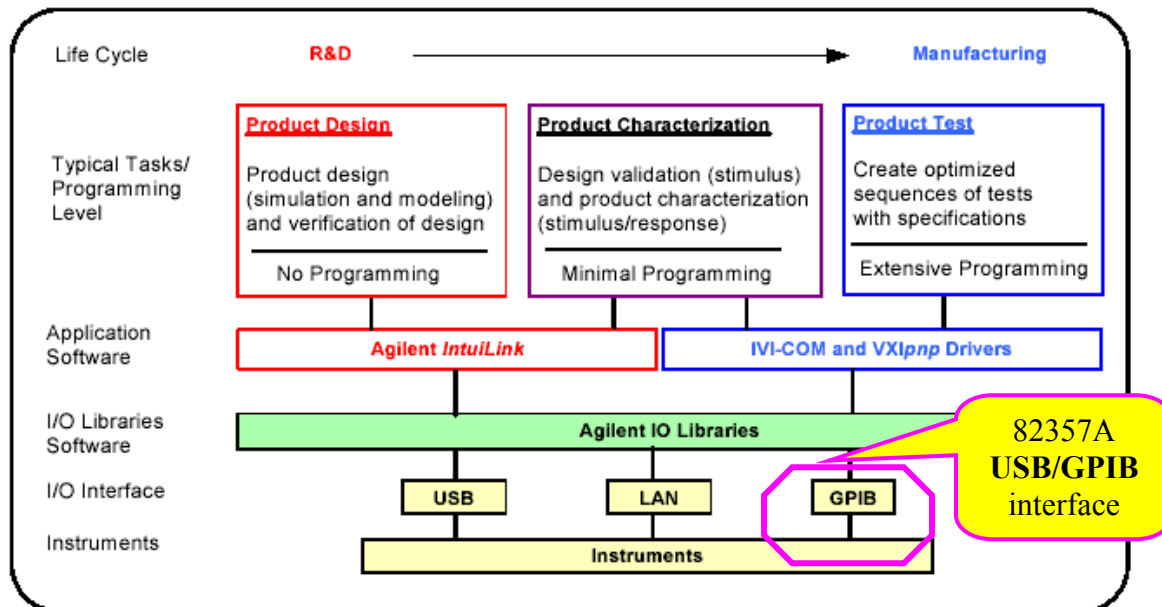 Life Cycle
R&D
Manufacturing
Typical Tasks/
Programming
Level
Product Design
Product design
(simulation and modeling)
and verification of design
No Programming
Product Characterization
Design validation (stimulus)
and product characterization
(stimulus/response)
Minimal Programming
Product Test
Create optimized
sequences of tests
with specifications
Extensive Programming
Application
Software
Agilent IntuiLink
IVI-COM and VXIpnp Drivers
I/O Libraries
Software
Agilent IO Libraries
82357A
USB/GPIB
interface
I/O Interface
USB
LAN
GPIB
Instruments
Instruments